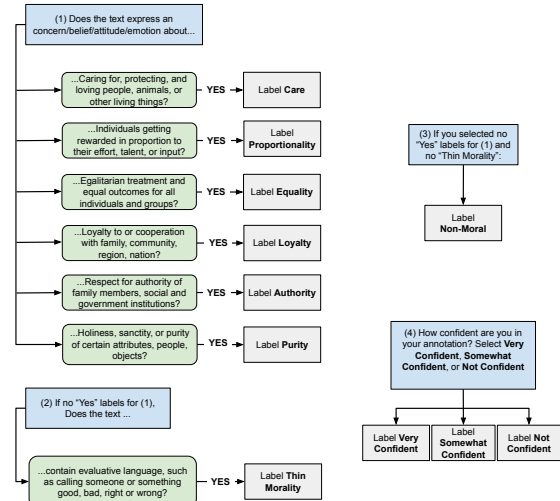 (1) Does the text express an
concern/belief/attitude/emotion about...
...Caring for, protecting, and
loving people, animals, or
other living things?
YES
Label Care
...Individuals getting
rewarded in proportion to
their effort, talent, or input?
YES
Label
Proportionality
...Egalitarian treatment and
equal outcomes for all
individuals and groups?
YES
Label Equality
...Loyalty to or cooperation
with family, community,
region, nation?
YES
Label Loyalty
...Respect for authority of
family members, social and
government institutions?
YES
Label Authority
...Holiness, sanctity, or purity
of certain attributes, people,
objects?
YES
Label Purity
(2) If no “Yes” labels for (1),
Does the text ...
...contain evaluative language, such
as calling someone or something
good, bad, right or wrong?
YES
Label Thin
Morality
(3) If you selected no
“Yes” labels for (1) and
no “Thin Morality”:
Label
Non-Moral
(4) How confident are you in
your annotation? Select Very
Confident, Somewhat
Confident, or Not Confident
Label Very
Confident
Label
Somewhat
Confident
Label Not
Confident